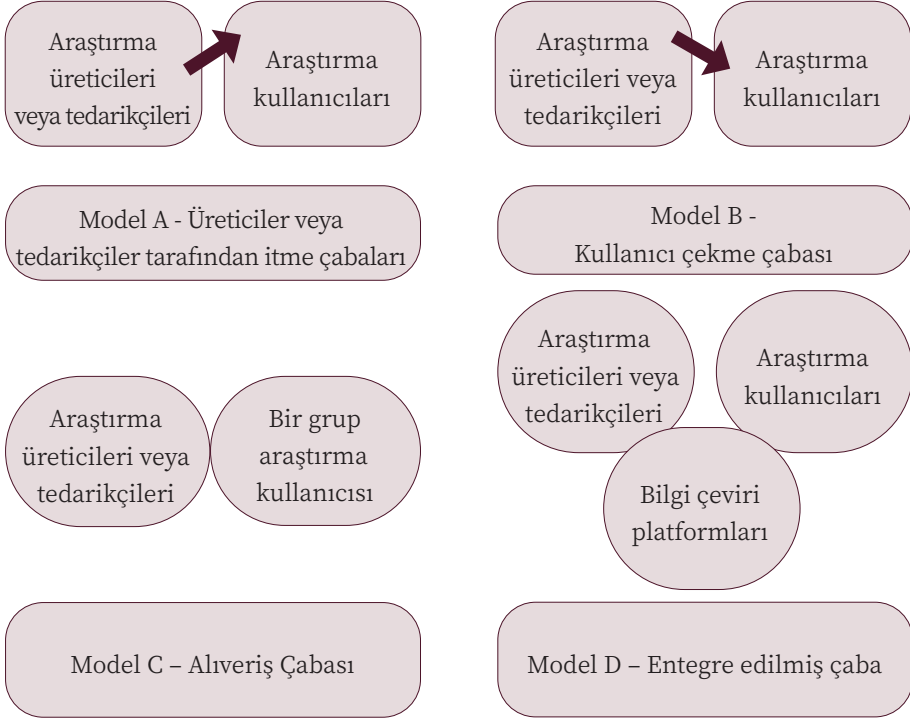 Araştırma
üreticileri
veya tedarikçileri
Araştırma
kullanıcıları
Araştırma
üreticileri veya
tedarikçileri
Araştırma
kullanıcıları
Model A - Üreticiler veya
tedarikçiler tarafından itme çabaları
Model B -
Kullanıcı çekme çabası
Araştırma
üreticileri veya
tedarikçileri
Bir grup
araştırma
kullanıcısı
Araştırma
üreticileri veya
tedarikçileri
Araştırma
kullanıcıları
Bilgi çeviri
platformları
Model C – Alıveriş Çabası
Model D – Entegre edilmiş çaba